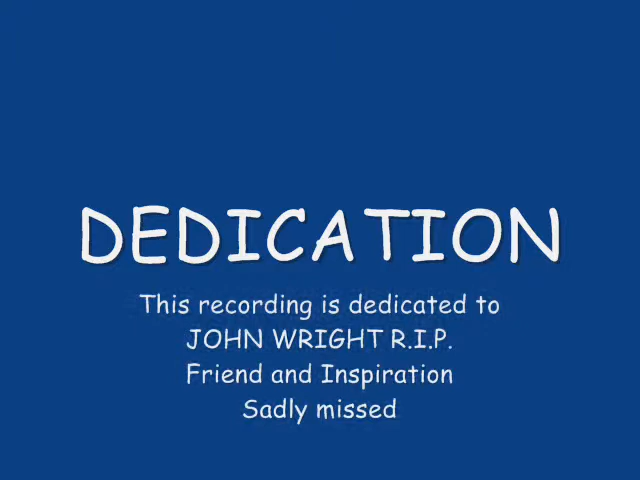 DEDICATION
This recording is dedicated to
JOHN WRIGHT R.I.P.
Friend and Inspiration
Sadly missed